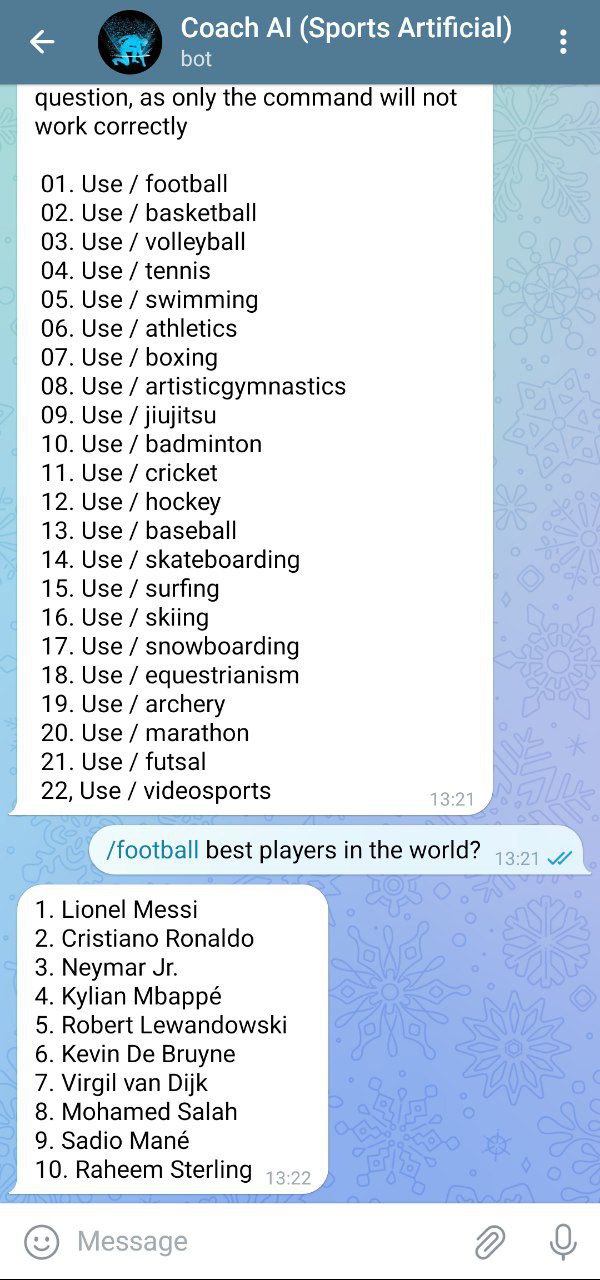 Coach AI (Sports Artificial)
bot
question, as only the command will not
work correctly
01. Use / football
02. Use / basketball
03. Use / volleyball
04. Use / tennis
05. Use / swimming
06. Use / athletics
07. Use / boxing
08. Use / artisticgymnastics
09. Use / jiujitsu
10. Use / badminton
11. Use / cricket
12. Use / hockey
13. Use / baseball
14. Use / skateboarding
15. Use / surfing
16. Use / skiing
17. Use / snowboarding
18. Use / equestrianism
19. Use / archery
20. Use / marathon
21. Use / futsal
22, Use / videosports
13:21
/football best players in the world? 13:21
1. Lionel Messi
2. Cristiano Ronaldo
3. Neymar Jr.
4. Kylian Mbappé
5. Robert Lewandowski
6. Kevin De Bruyne
7. Virgil van Dijk
8. Mohamed Salah
9. Sadio Mané
10. Raheem Sterling 13:22
Message